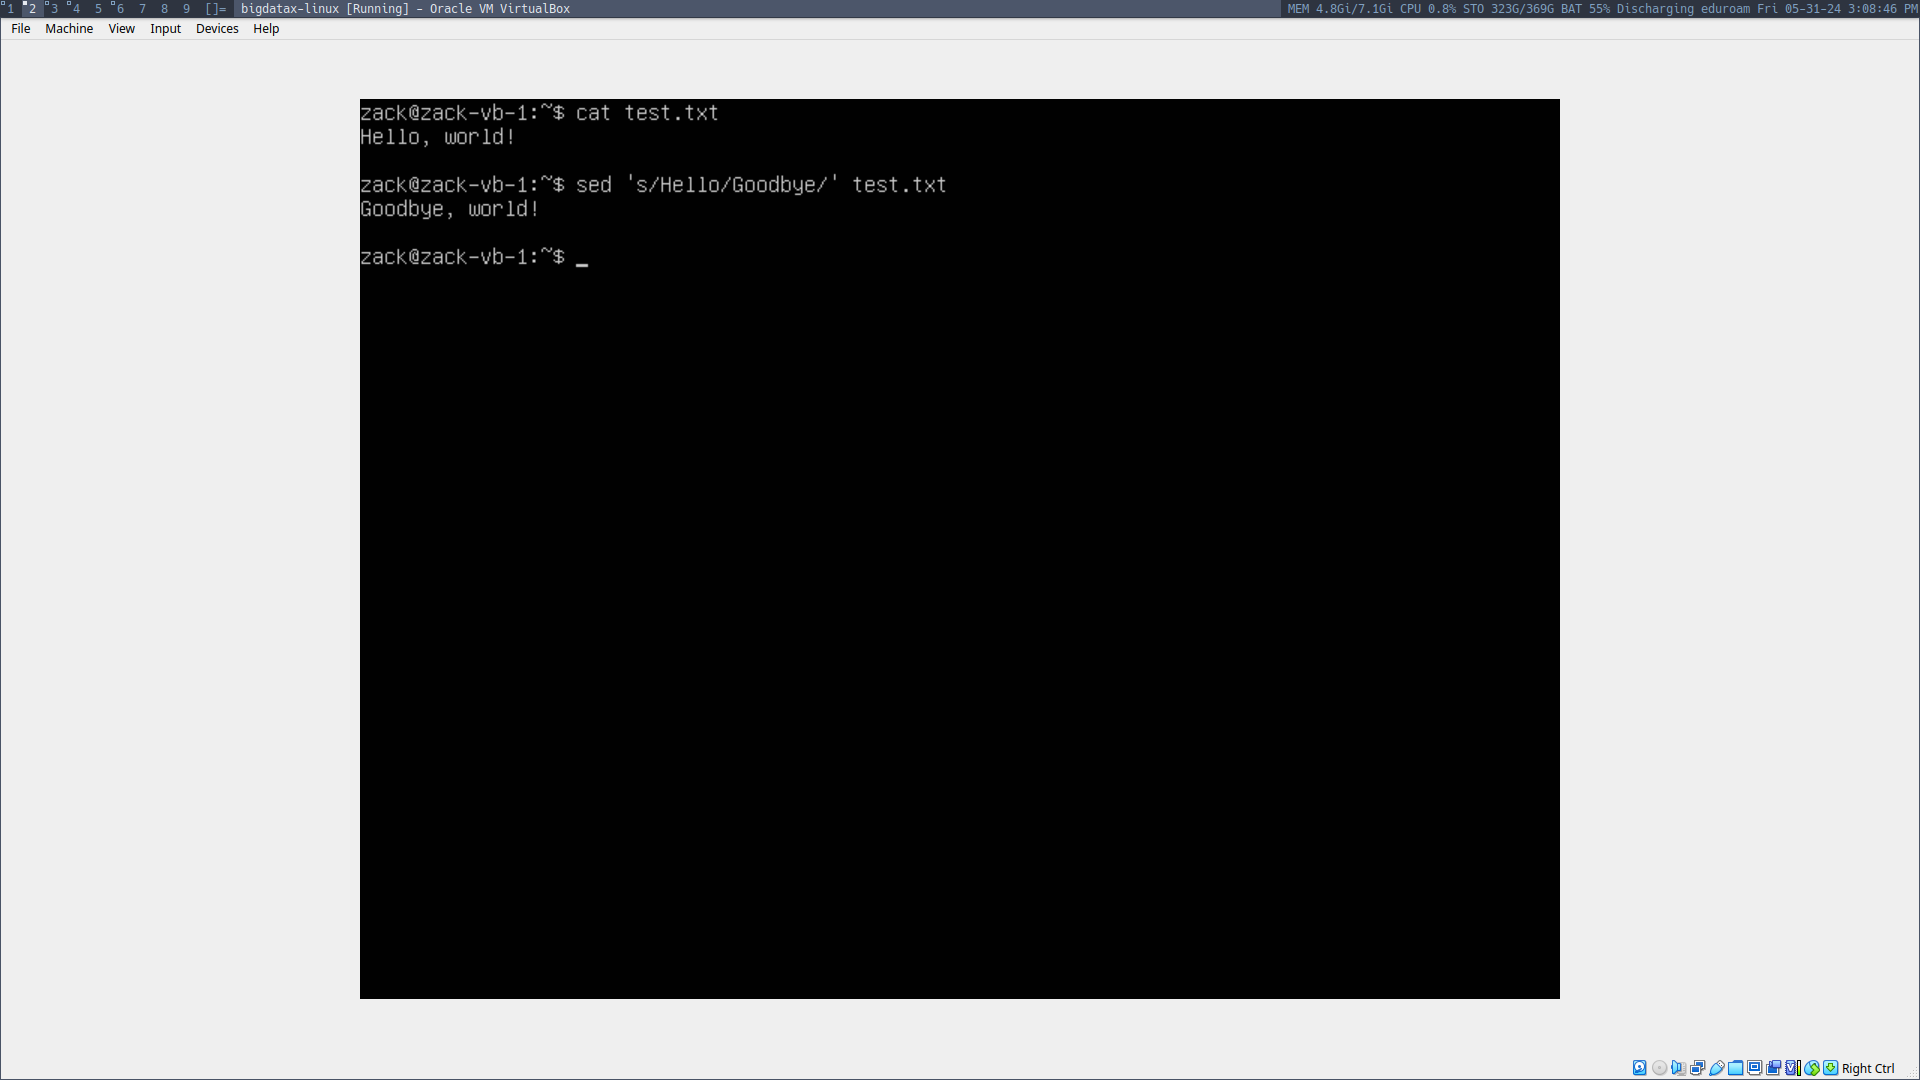 1 2 3 4 5 6 7 8 9 []= bigdatax-linux [Running] - Oracle VM VirtualBox MEM 4.8Gi/7.1Gi CPU 0.8% STO 323G/369G BAT 55% Discharging eduroam Fri 05-31-24 3:08:46 PM
File Machine View Input Devices Help
zack@zack-vb-1:~$ cat test.txt
Hello, world!
zack@zack-vb-1:~$ sed 's/Hello/Goodbye/' test.txt
Goodbye, world!
zack@zack-vb-1:~$ _
Right Ctrl